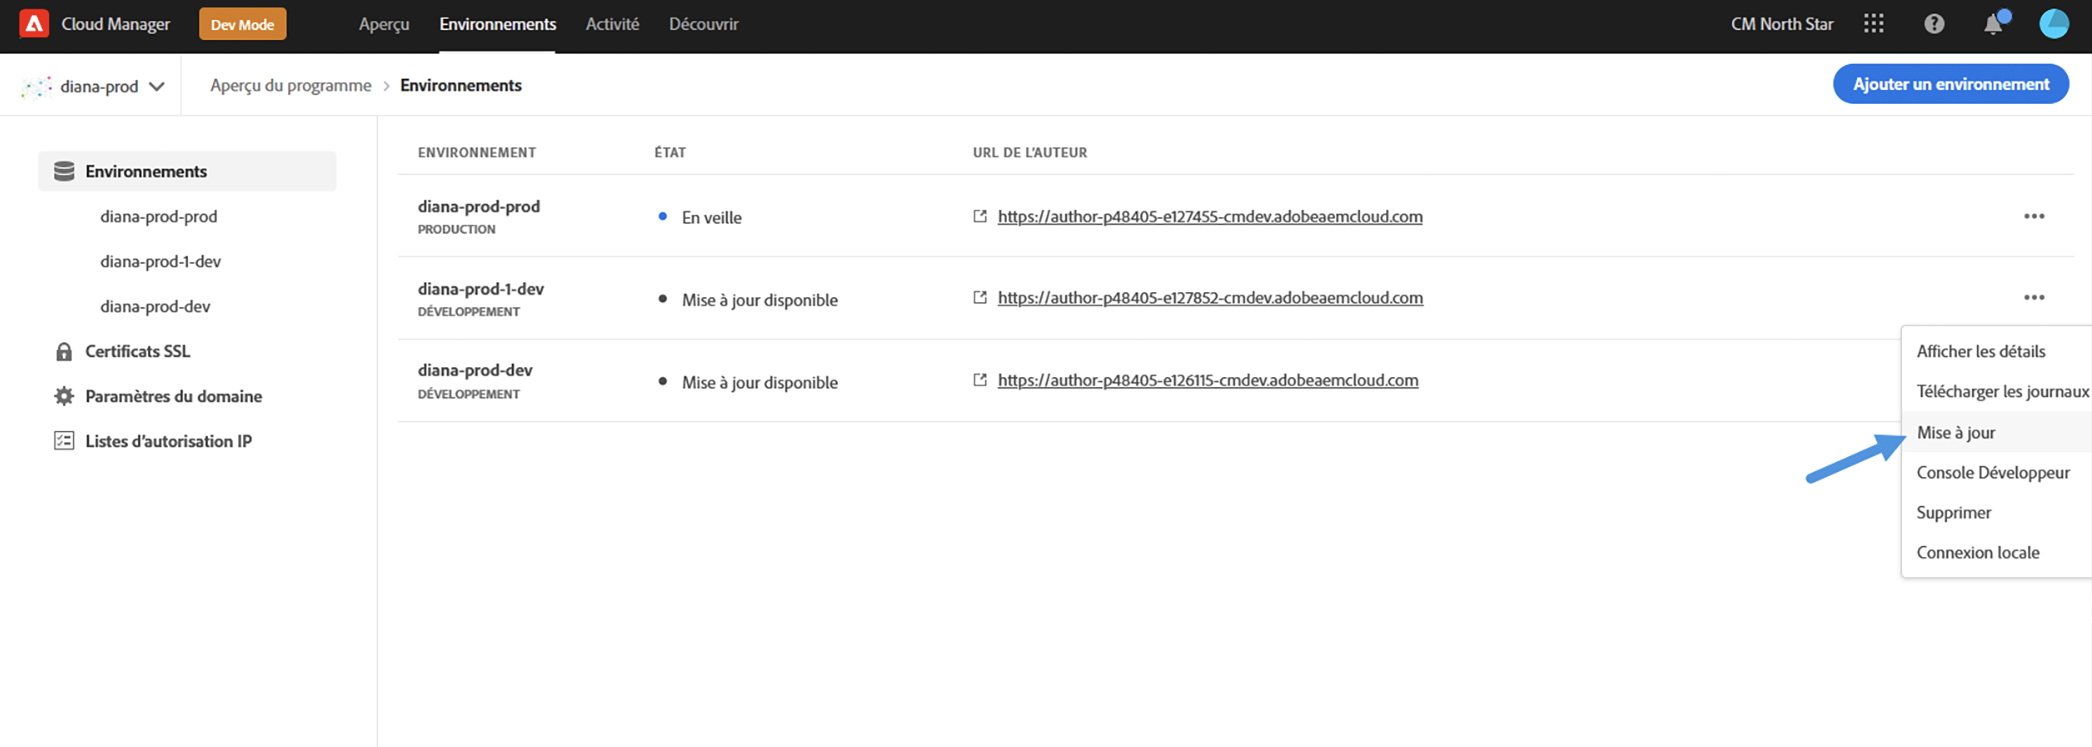 Cloud Manager Dev Mode Aperçu Environnements Activité Découvrir CM North Star
diana-prod Aperçu du programme > Environnements Ajouter un environnement
Environnements
diana-prod-prod
diana-prod-1-dev
diana-prod-dev
Certificats SSL
Paramètres du domaine
Listes d'autorisation IP
ENVIRONNEMENT ÉTAT URL DE L'AUTEUR
diana-prod-prod
PRODUCTION
En veille
https://author-p48405-e127455-cmdev.adobeaemcloud.com
diana-prod-1-dev
DÉVELOPPEMENT
Mise à jour disponible
https://author-p48405-e127852-cmdev.adobeaemcloud.com
diana-prod-dev
DÉVELOPPEMENT
Mise à jour disponible
https://author-p48405-e126115-cmdev.adobeaemcloud.com
Afficher les détails
Télécharger les journaux
Mise à jour
Console Développeur
Supprimer
Connexion locale